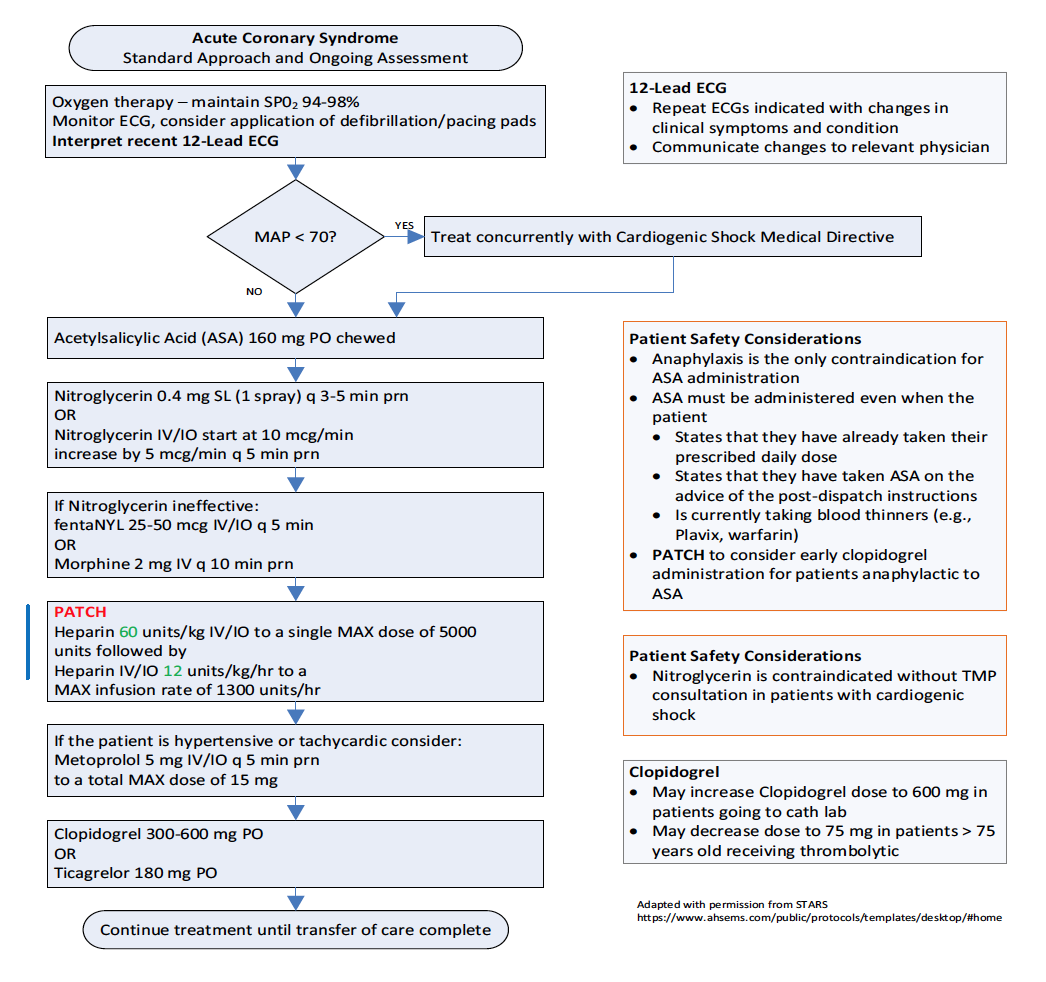 Acute Coronary Syndrome
Standard Approach and Ongoing Assessment
Oxygen therapy – maintain SP0₂ 94-98%
Monitor ECG, consider application of defibrillation/pacing pads
Interpret recent 12-Lead ECG
12-Lead ECG
• Repeat ECGs indicated with changes in
clinical symptoms and condition
• Communicate changes to relevant physician
MAP < 70?
YES
Treat concurrently with Cardiogenic Shock Medical Directive
NO
Acetylsalicylic Acid (ASA) 160 mg PO chewed
Nitroglycerin 0.4 mg SL (1 spray) q 3-5 min prn
OR
Nitroglycerin IV/IO start at 10 mcg/min
increase by 5 mcg/min q 5 min prn
If Nitroglycerin ineffective:
fentaNYL 25-50 mcg IV/IO q 5 min
OR
Morphine 2 mg IV q 10 min prn
PATCH
Heparin 60 units/kg IV/IO to a single MAX dose of 5000
units followed by
Heparin IV/IO 12 units/kg/hr to a
MAX infusion rate of 1300 units/hr
If the patient is hypertensive or tachycardic consider:
Metoprolol 5 mg IV/IO q 5 min prn
to a total MAX dose of 15 mg
Clopidogrel 300-600 mg PO
OR
Ticagrelor 180 mg PO
Continue treatment until transfer of care complete
Patient Safety Considerations
• Anaphylaxis is the only contraindication for
ASA administration
• ASA must be administered even when the
patient
• States that they have already taken their
prescribed daily dose
• States that they have taken ASA on the
advice of the post-dispatch instructions
• Is currently taking blood thinners (e.g.,
Plavix, warfarin)
• PATCH to consider early clopidogrel
administration for patients anaphylactic to
ASA
Patient Safety Considerations
• Nitroglycerin is contraindicated without TMP
consultation in patients with cardiogenic
shock
Clopidogrel
• May increase Clopidogrel dose to 600 mg in
patients going to cath lab
• May decrease dose to 75 mg in patients > 75
years old receiving thrombolytic
Adapted with permission from STARS
https://www.ahsems.com/public/protocols/templates/desktop/#home